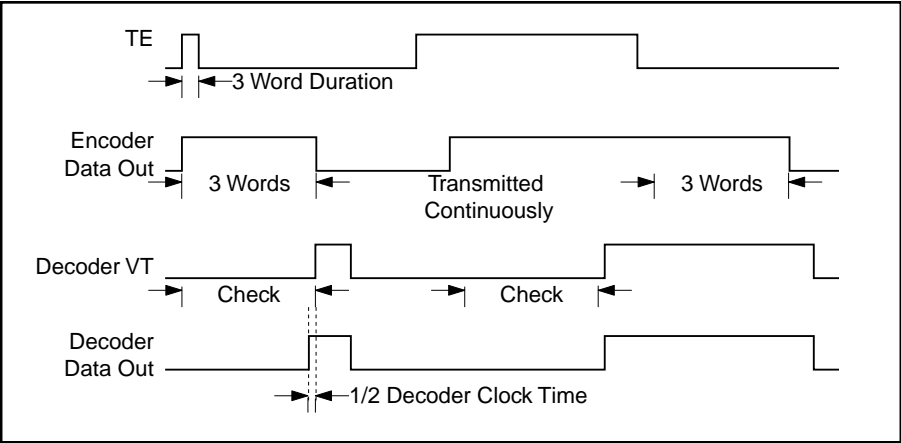 TE
3 Word Duration
Encoder
Data Out
3 Words
Transmitted
Continuously
3 Words
Decoder VT
Check
Check
Decoder
Data Out
1/2 Decoder Clock Time